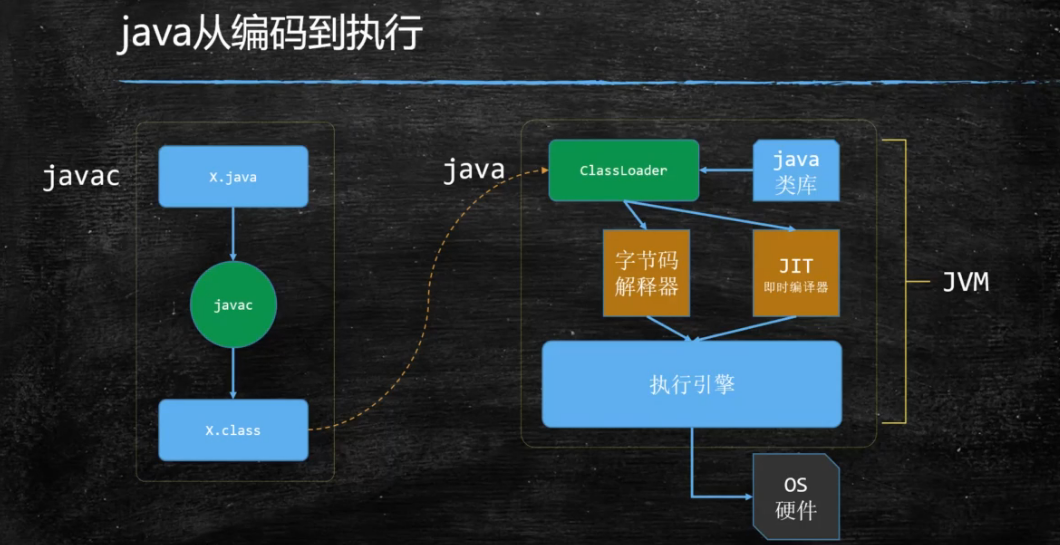 java从编码到执行
javac
X.java
javac
X.class
java
ClassLoader
java
类库
字节码
解释器
JIT
即时编译器
执行引擎
JVM
OS
硬件